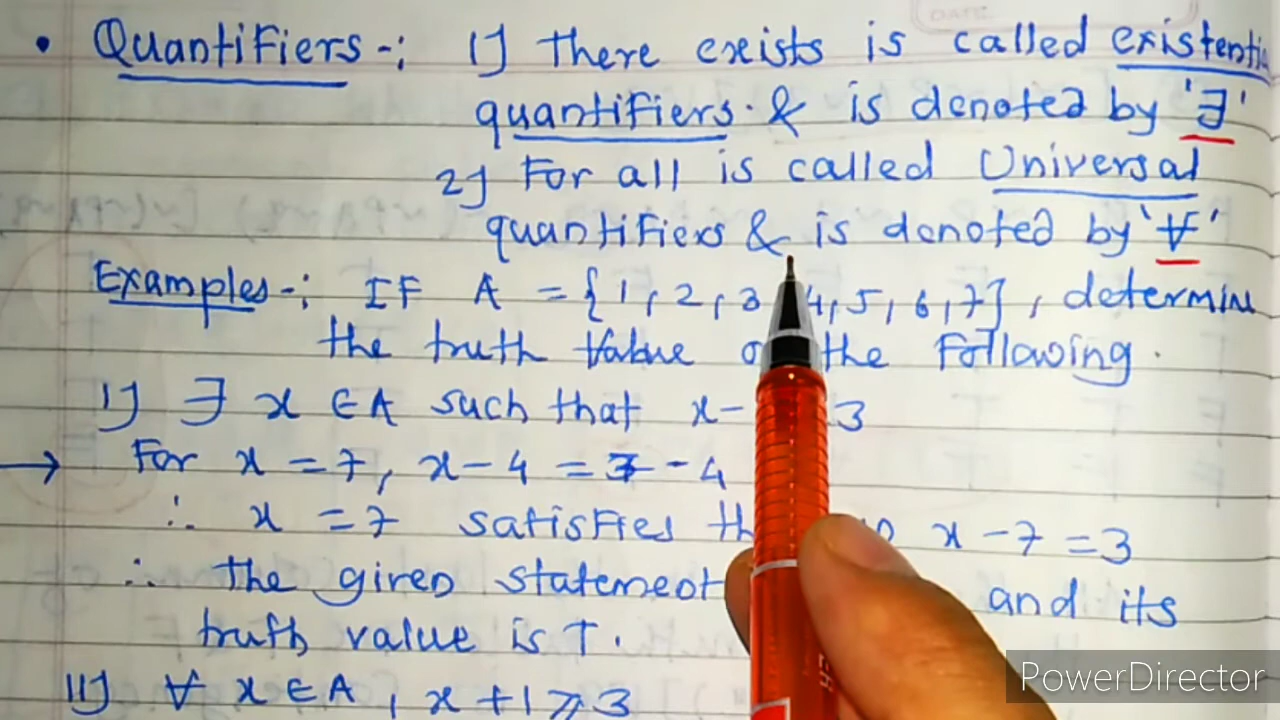 • Quantifiers -: 1] There exists is called existentia
quantifiers. & is denoted by '∃'
2] For all is called Universal
quantifiers & is denoted by '∀'
Examples -: IF A = {1, 2, 3 4, 5, 6, 7}, determine
the truth value the Following.
1] ∃ x ∈ A such that x - 3
→ For x = 7, x - 4 = 7 - 4
∴ x = 7 satisfies x - 7 = 3
∴ the given statement and its
truth value is T.
11] ∀ x ∈ A, x + 1 ⩾ 3
DATE
PowerDirector